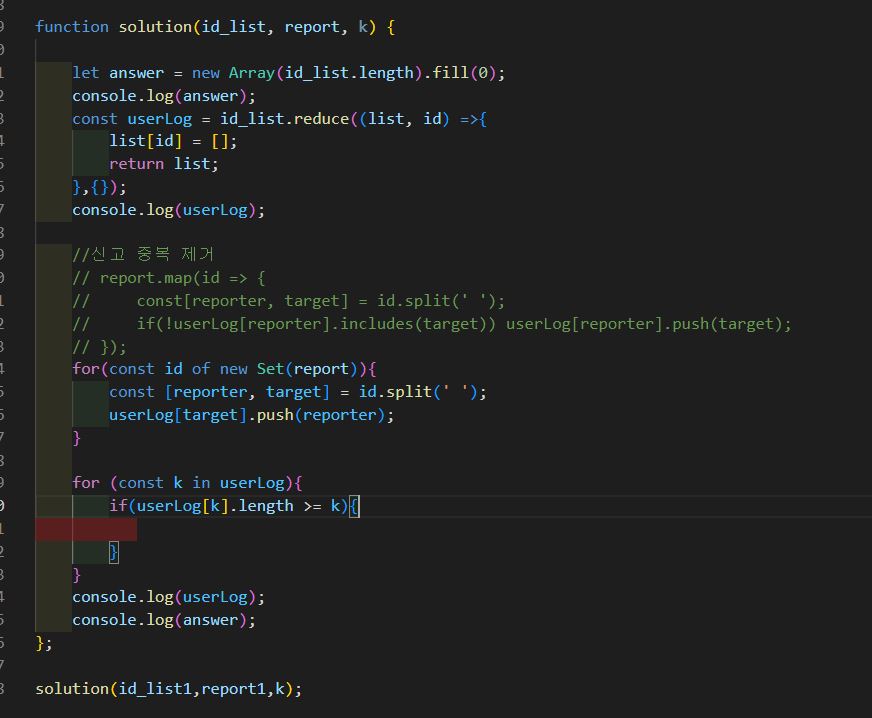 function solution(id_list, report, k) {
let answer = new Array(id_list.length).fill(0);
console.log(answer);
const userLog = id_list.reduce((list, id) =>{
list[id] = [];
return list;
},{});
console.log(userLog);
//신고 중복 제거
// report.map(id => {
//     const[reporter, target] = id.split(' ');
//     if(!userLog[reporter].includes(target)) userLog[reporter].push(target);
// });
for(const id of new Set(report)){
const [reporter, target] = id.split(' ');
userLog[target].push(reporter);
}
for (const k in userLog){
if(userLog[k].length >= k){
}
}
console.log(userLog);
console.log(answer);
};
solution(id_list1,report1,k);